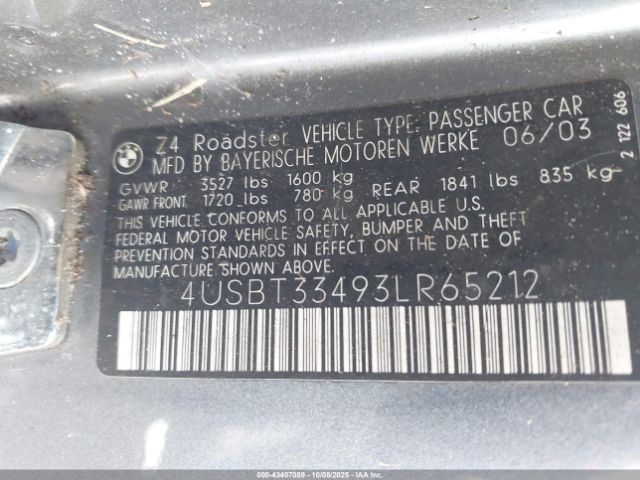 Z4 Roadster VEHICLE TYPE: PASSENGER CAR
MFD BY BAYERISCHE MOTOREN WERKE 06/03
GVWR 3527 lbs 1600 kg
GAWR FRONT 1720 lbs 780 kg REAR 1841 lbs 835 kg
THIS VEHICLE CONFORMS TO ALL APPLICABLE U.S.
FEDERAL MOTOR VEHICLE SAFETY, BUMPER AND THEFT
PREVENTION STANDARDS IN EFFECT ON THE DATE OF
MANUFACTURE SHOWN ABOVE.
4USBT33493LR65212
2 122 606
BMW
000-43407089 | 10/08/2025 | IAAI.COM